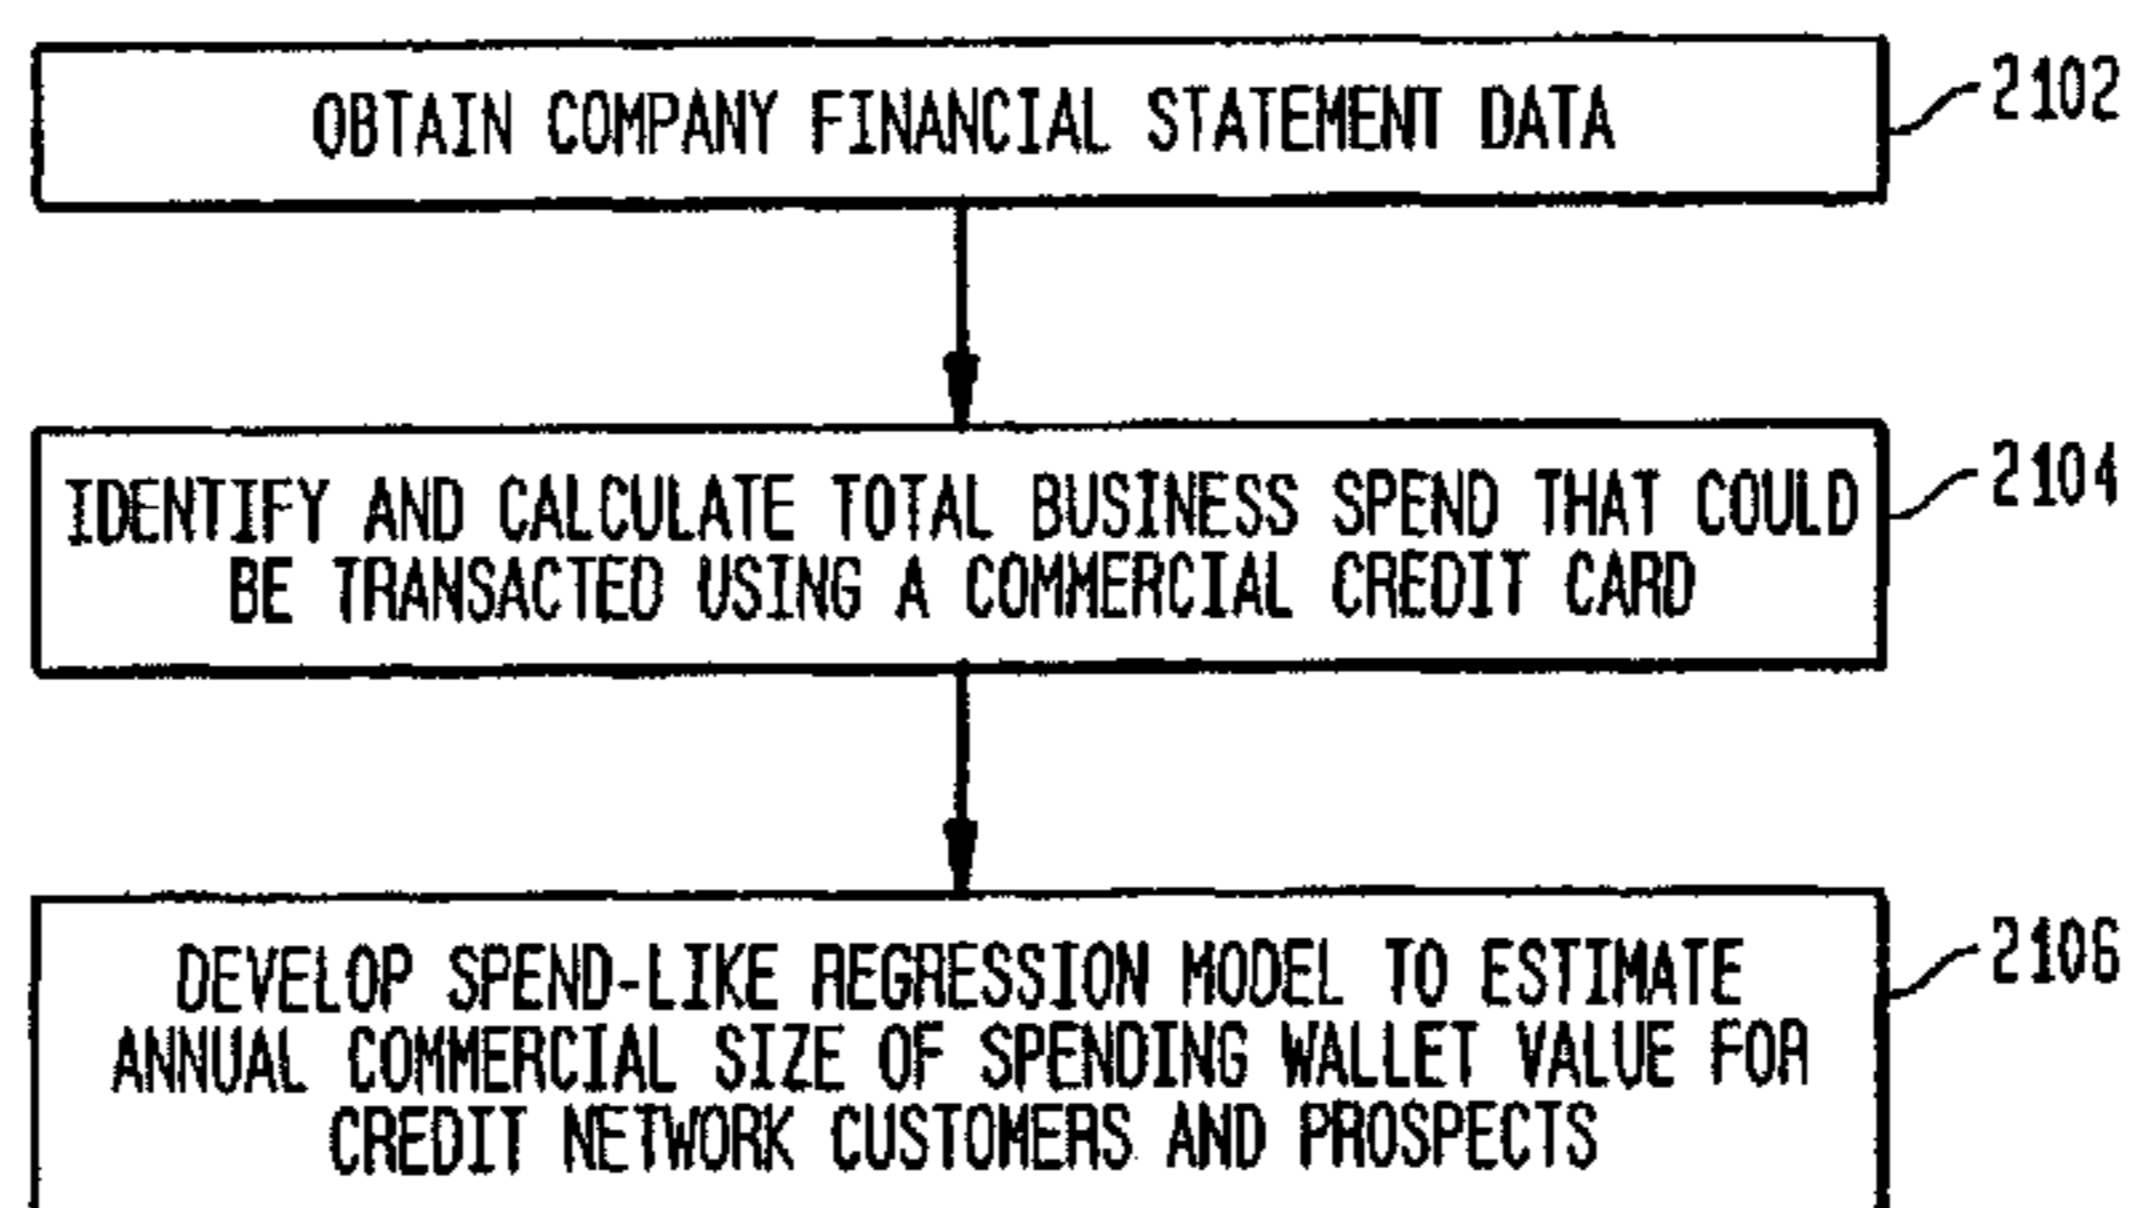 OBTAIN COMPANY FINANCIAL STATEMENT DATA
2102
IDENTIFY AND CALCULATE TOTAL BUSINESS SPEND THAT COULD
BE TRANSACTED USING A COMMERCIAL CREDIT CARD
2104
DEVELOP SPEND-LIKE REGRESSION MODEL TO ESTIMATE
ANNUAL COMMERCIAL SIZE OF SPENDING WALLET VALUE FOR
CREDIT NETWORK CUSTOMERS AND PROSPECTS
2106